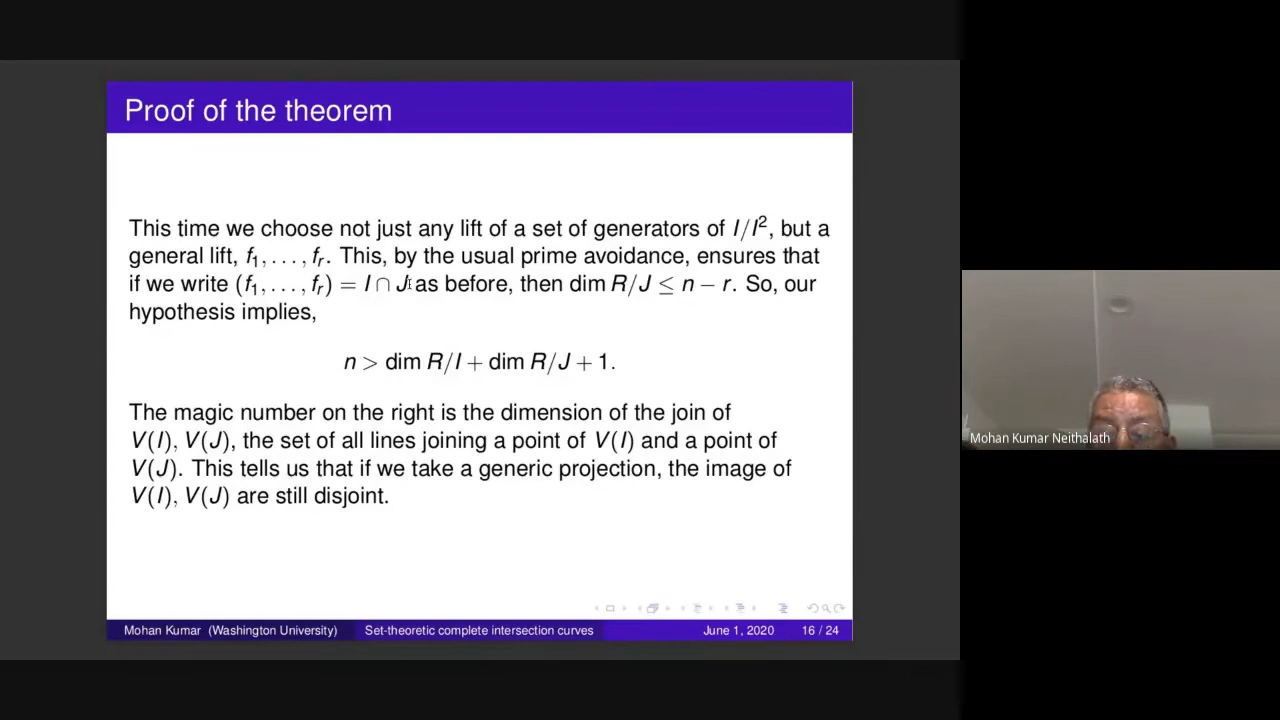 Proof of the theorem
This time we choose not just any lift of a set of generators of I/I², but a
general lift, f₁, . . . , fᵣ. This, by the usual prime avoidance, ensures that
if we write (f₁, . . . , fᵣ) = I ∩ J as before, then dim R/J ≤ n − r. So, our
hypothesis implies,
n > dim R/I + dim R/J + 1.
The magic number on the right is the dimension of the join of
V(I), V(J), the set of all lines joining a point of V(I) and a point of
V(J). This tells us that if we take a generic projection, the image of
V(I), V(J) are still disjoint.
Mohan Kumar (Washington University) Set-theoretic complete intersection curves June 1, 2020 16 / 24
Mohan Kumar Neithalath